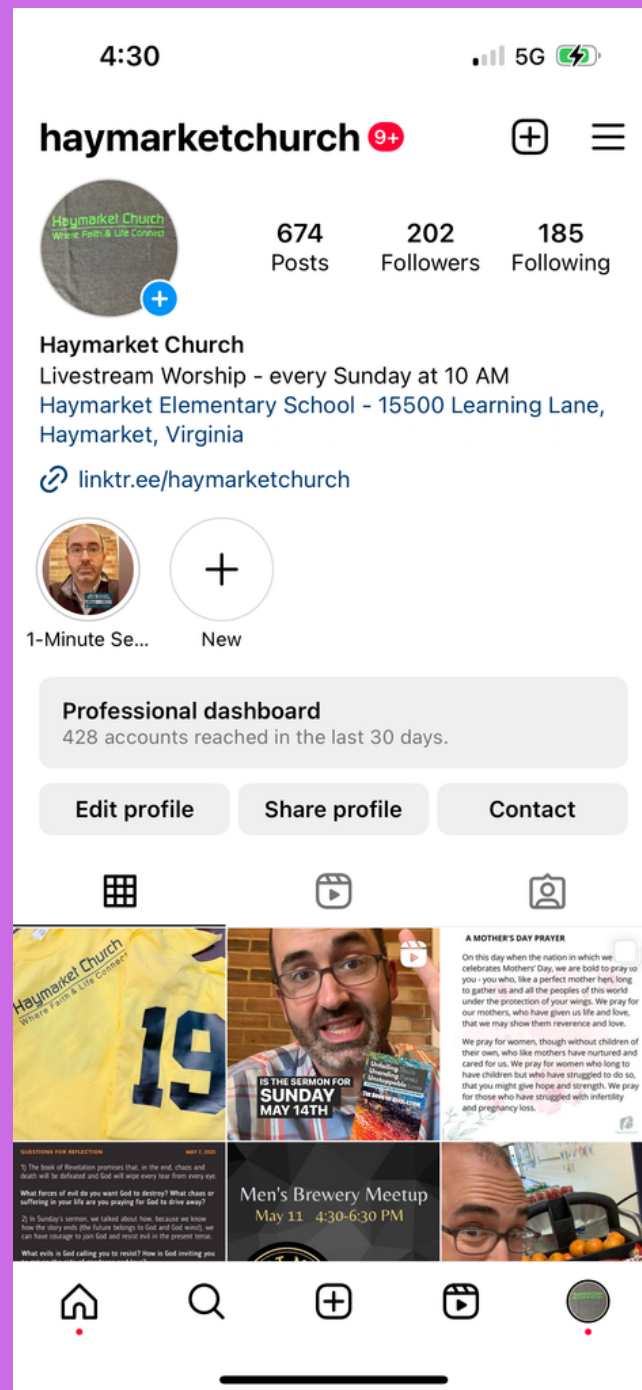 4:30
5G
haymarketchurch 9+
Haymarket Church
Where Faith & Life Connect
674
202
185
Posts
Followers
Following
Haymarket Church
Livestream Worship - every Sunday at 10 AM
Haymarket Elementary School - 15500 Learning Lane,
Haymarket, Virginia
linktr.ee/haymarketchurch
1-Minute Se...
New
Professional dashboard
428 accounts reached in the last 30 days.
Edit profile
Share profile
Contact
Haymarket Church
Where Faith & Life Connect
19
IS THE SERMON FOR
SUNDAY
MAY 14TH
Unfailing
Unending
Unstoppable
THE BOOK OF REVELATION
A MOTHER'S DAY PRAYER
On this day when the nation in which we
celebrates Mothers' Day, we are bold to pray to
you - you who, like a perfect mother hen, long
to gather us and all the peoples of this world
under the protection of your wings. We pray for
our mothers, who have given us life and love,
that we may show them reverence and love.
We pray for women, though without children of
their own, who like mothers have nurtured and
cared for us. We pray for women who long to
have children but who have struggled to do so,
that you might give hope and strength. We pray
for those who have struggled with infertility
and pregnancy loss.
QUESTIONS FOR REFLECTION
MAY 7, 2023
1) The book of Revelation promises that, in the end, chaos and
death will be defeated and God will wipe every tear from every eye.
What forces of evil do you want God to destroy? What chaos or
suffering in your life are you praying for God to drive away?
2) In Sunday's sermon, we talked about how, because we know
how the story ends (the future belongs to God and God wins!), we
can have courage to join God and resist evil in the present tense.
What evils is God calling you to resist? How is God inviting you
Men's Brewery Meetup
May 11 4:30-6:30 PM